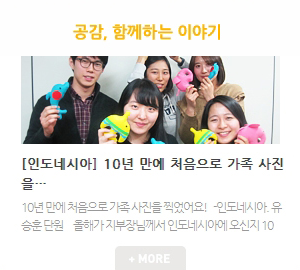 공감, 함께하는 이야기
[인도네시아] 10년 만에 처음으로 가족 사진
을…
10년 만에 처음으로 가족 사진을 찍었어요! -인도네시아. 유
승훈 단원 올해가 지부장님께서 인도네시아에 오신지 10
+ MORE